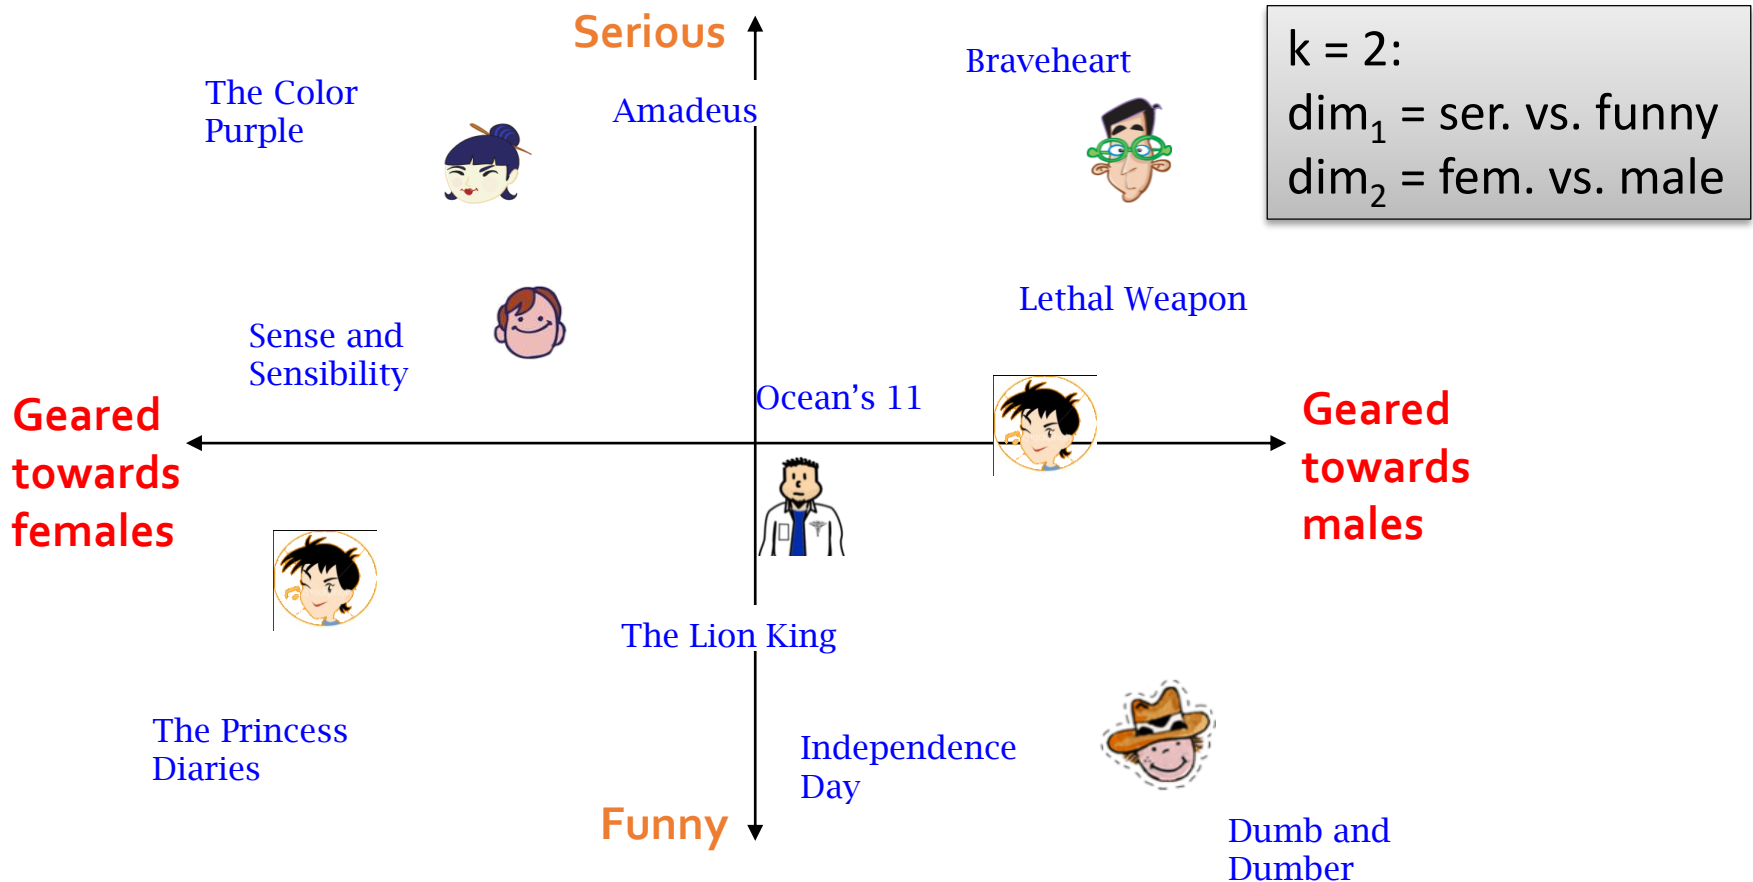 Serious
k = 2:
dim₁ = ser. vs. funny
dim₂ = fem. vs. male
Braveheart
The Color
Purple
Amadeus
Lethal Weapon
Sense and
Sensibility
Ocean’s 11
Geared
towards
females
Geared
towards
males
The Lion King
The Princess
Diaries
Independence
Day
Funny
Dumb and
Dumber